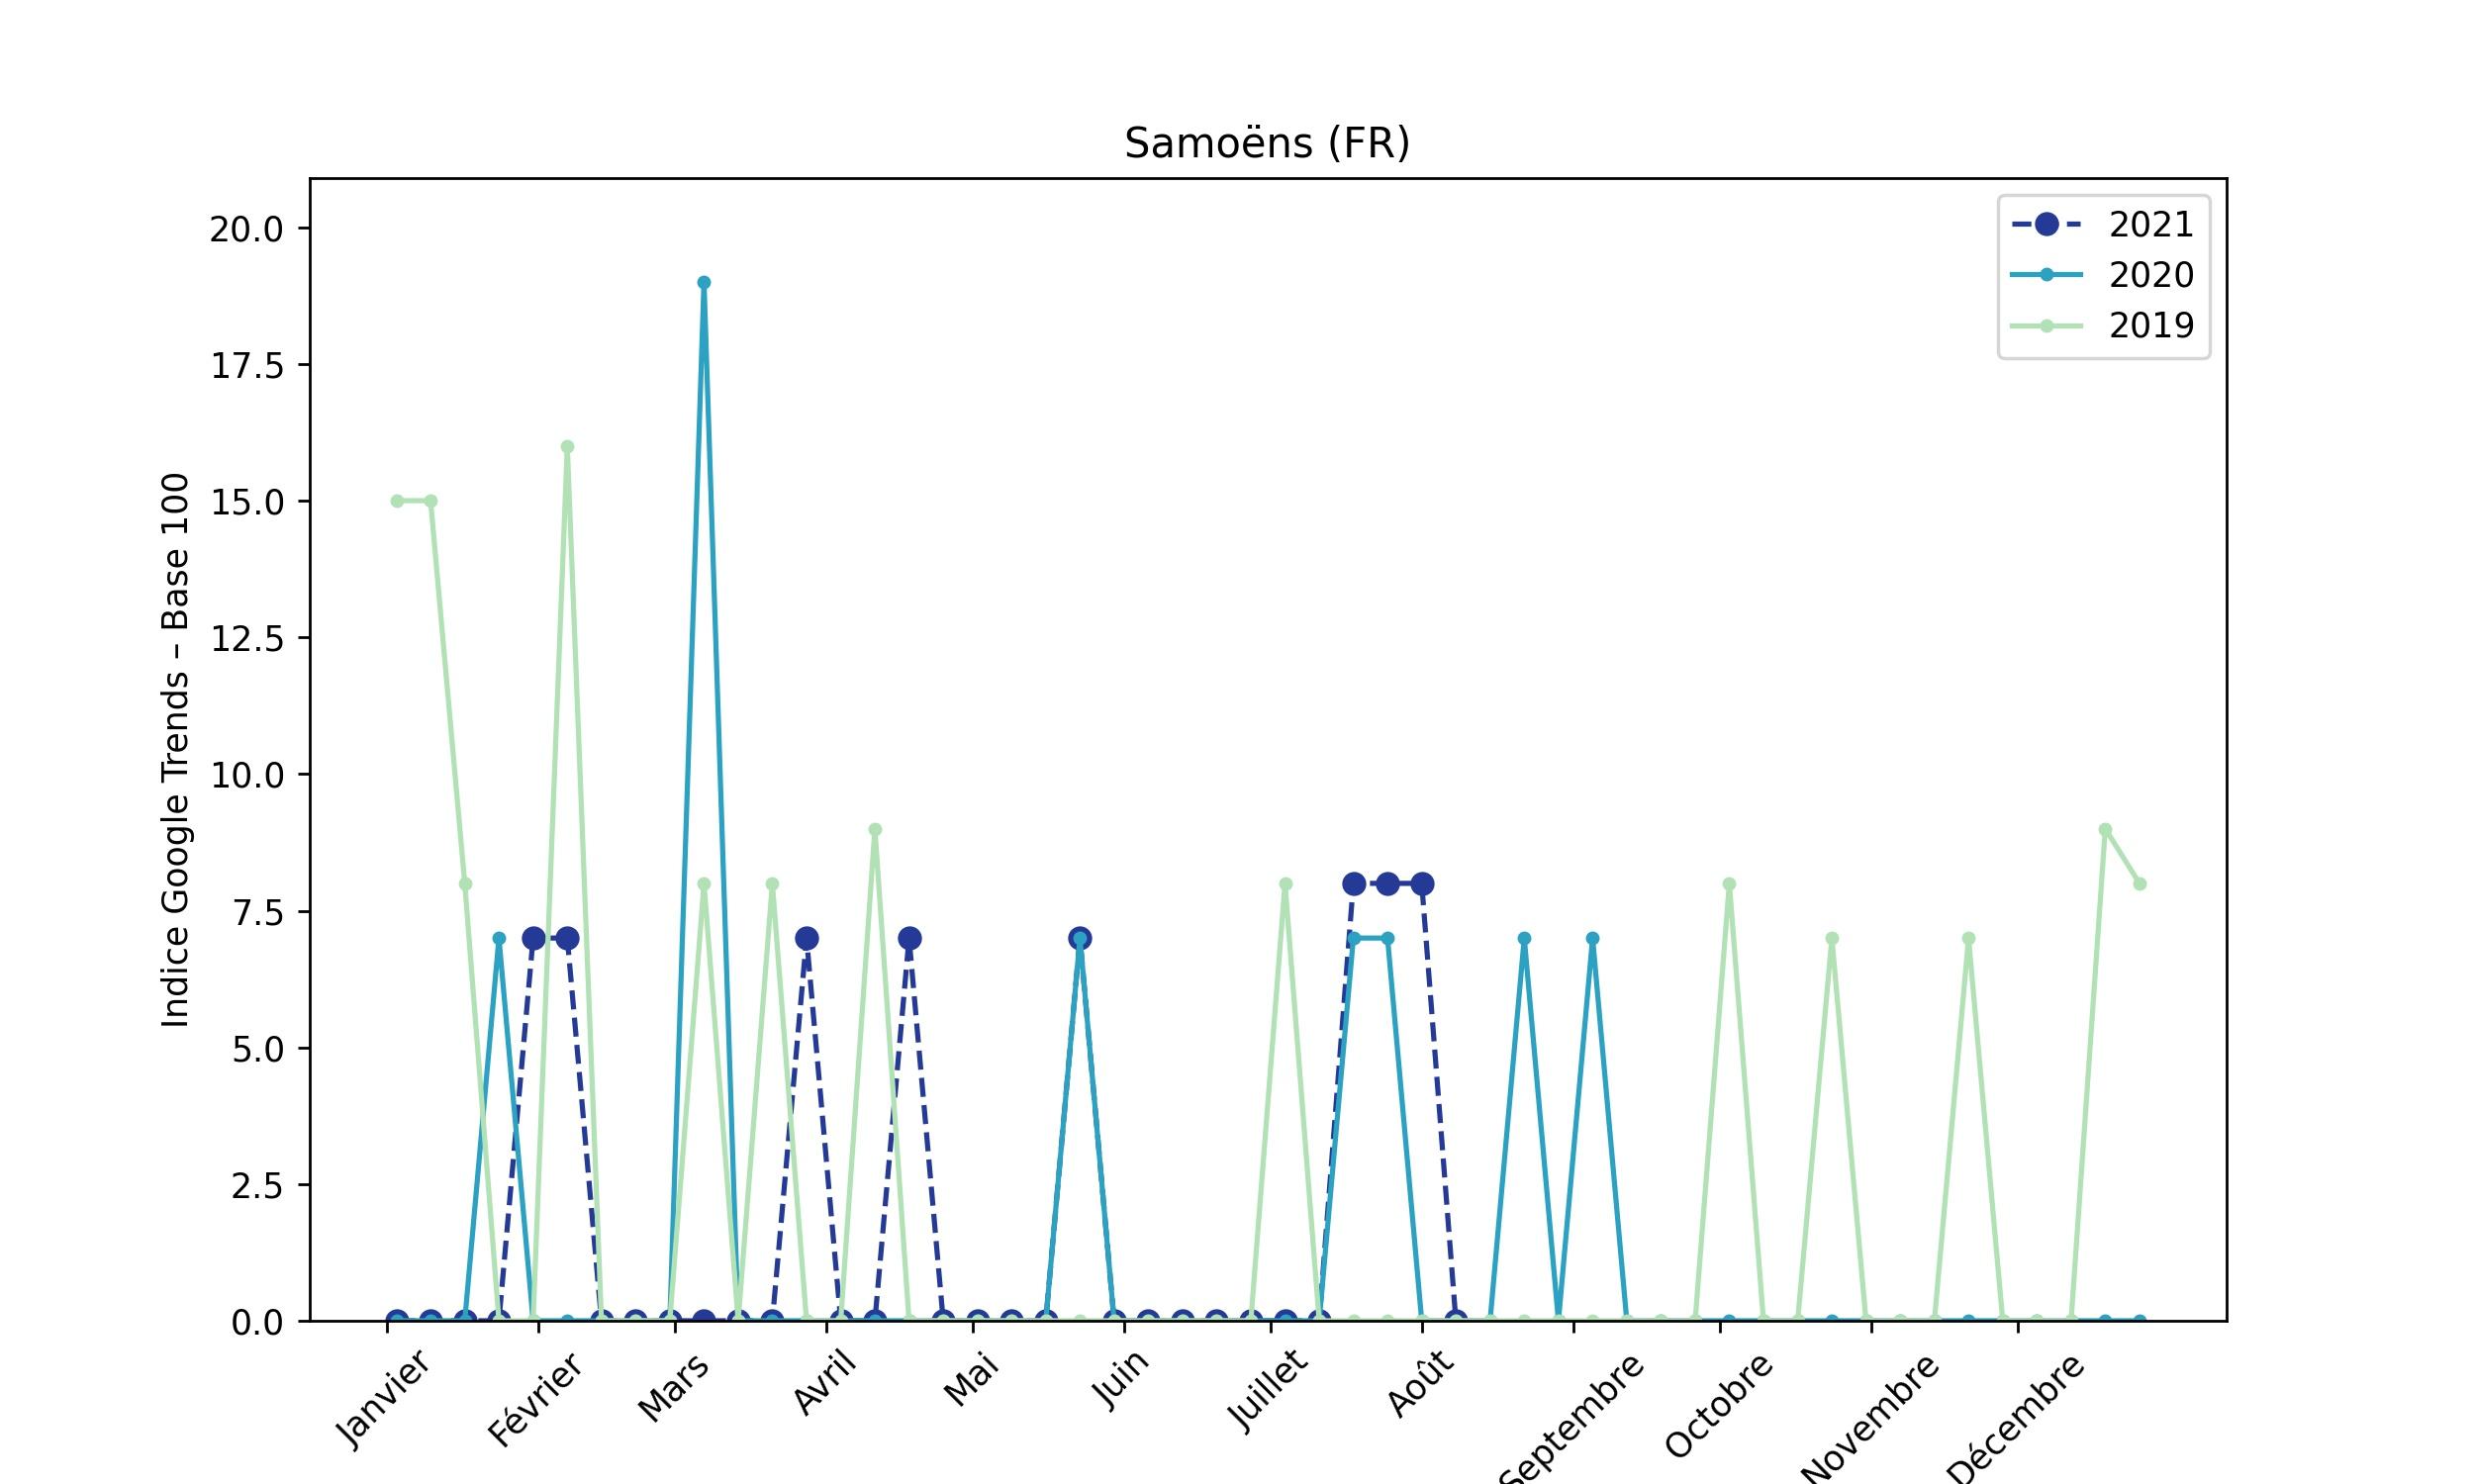 Samoëns (FR)
2021
2020
2019
Indice Google Trends – Base 100
20.0
17.5
15.0
12.5
10.0
7.5
5.0
2.5
0.0
Janvier
Février
Mars
Avril
Mai
Juin
Juillet
Août
Septembre
Octobre
Novembre
Décembre